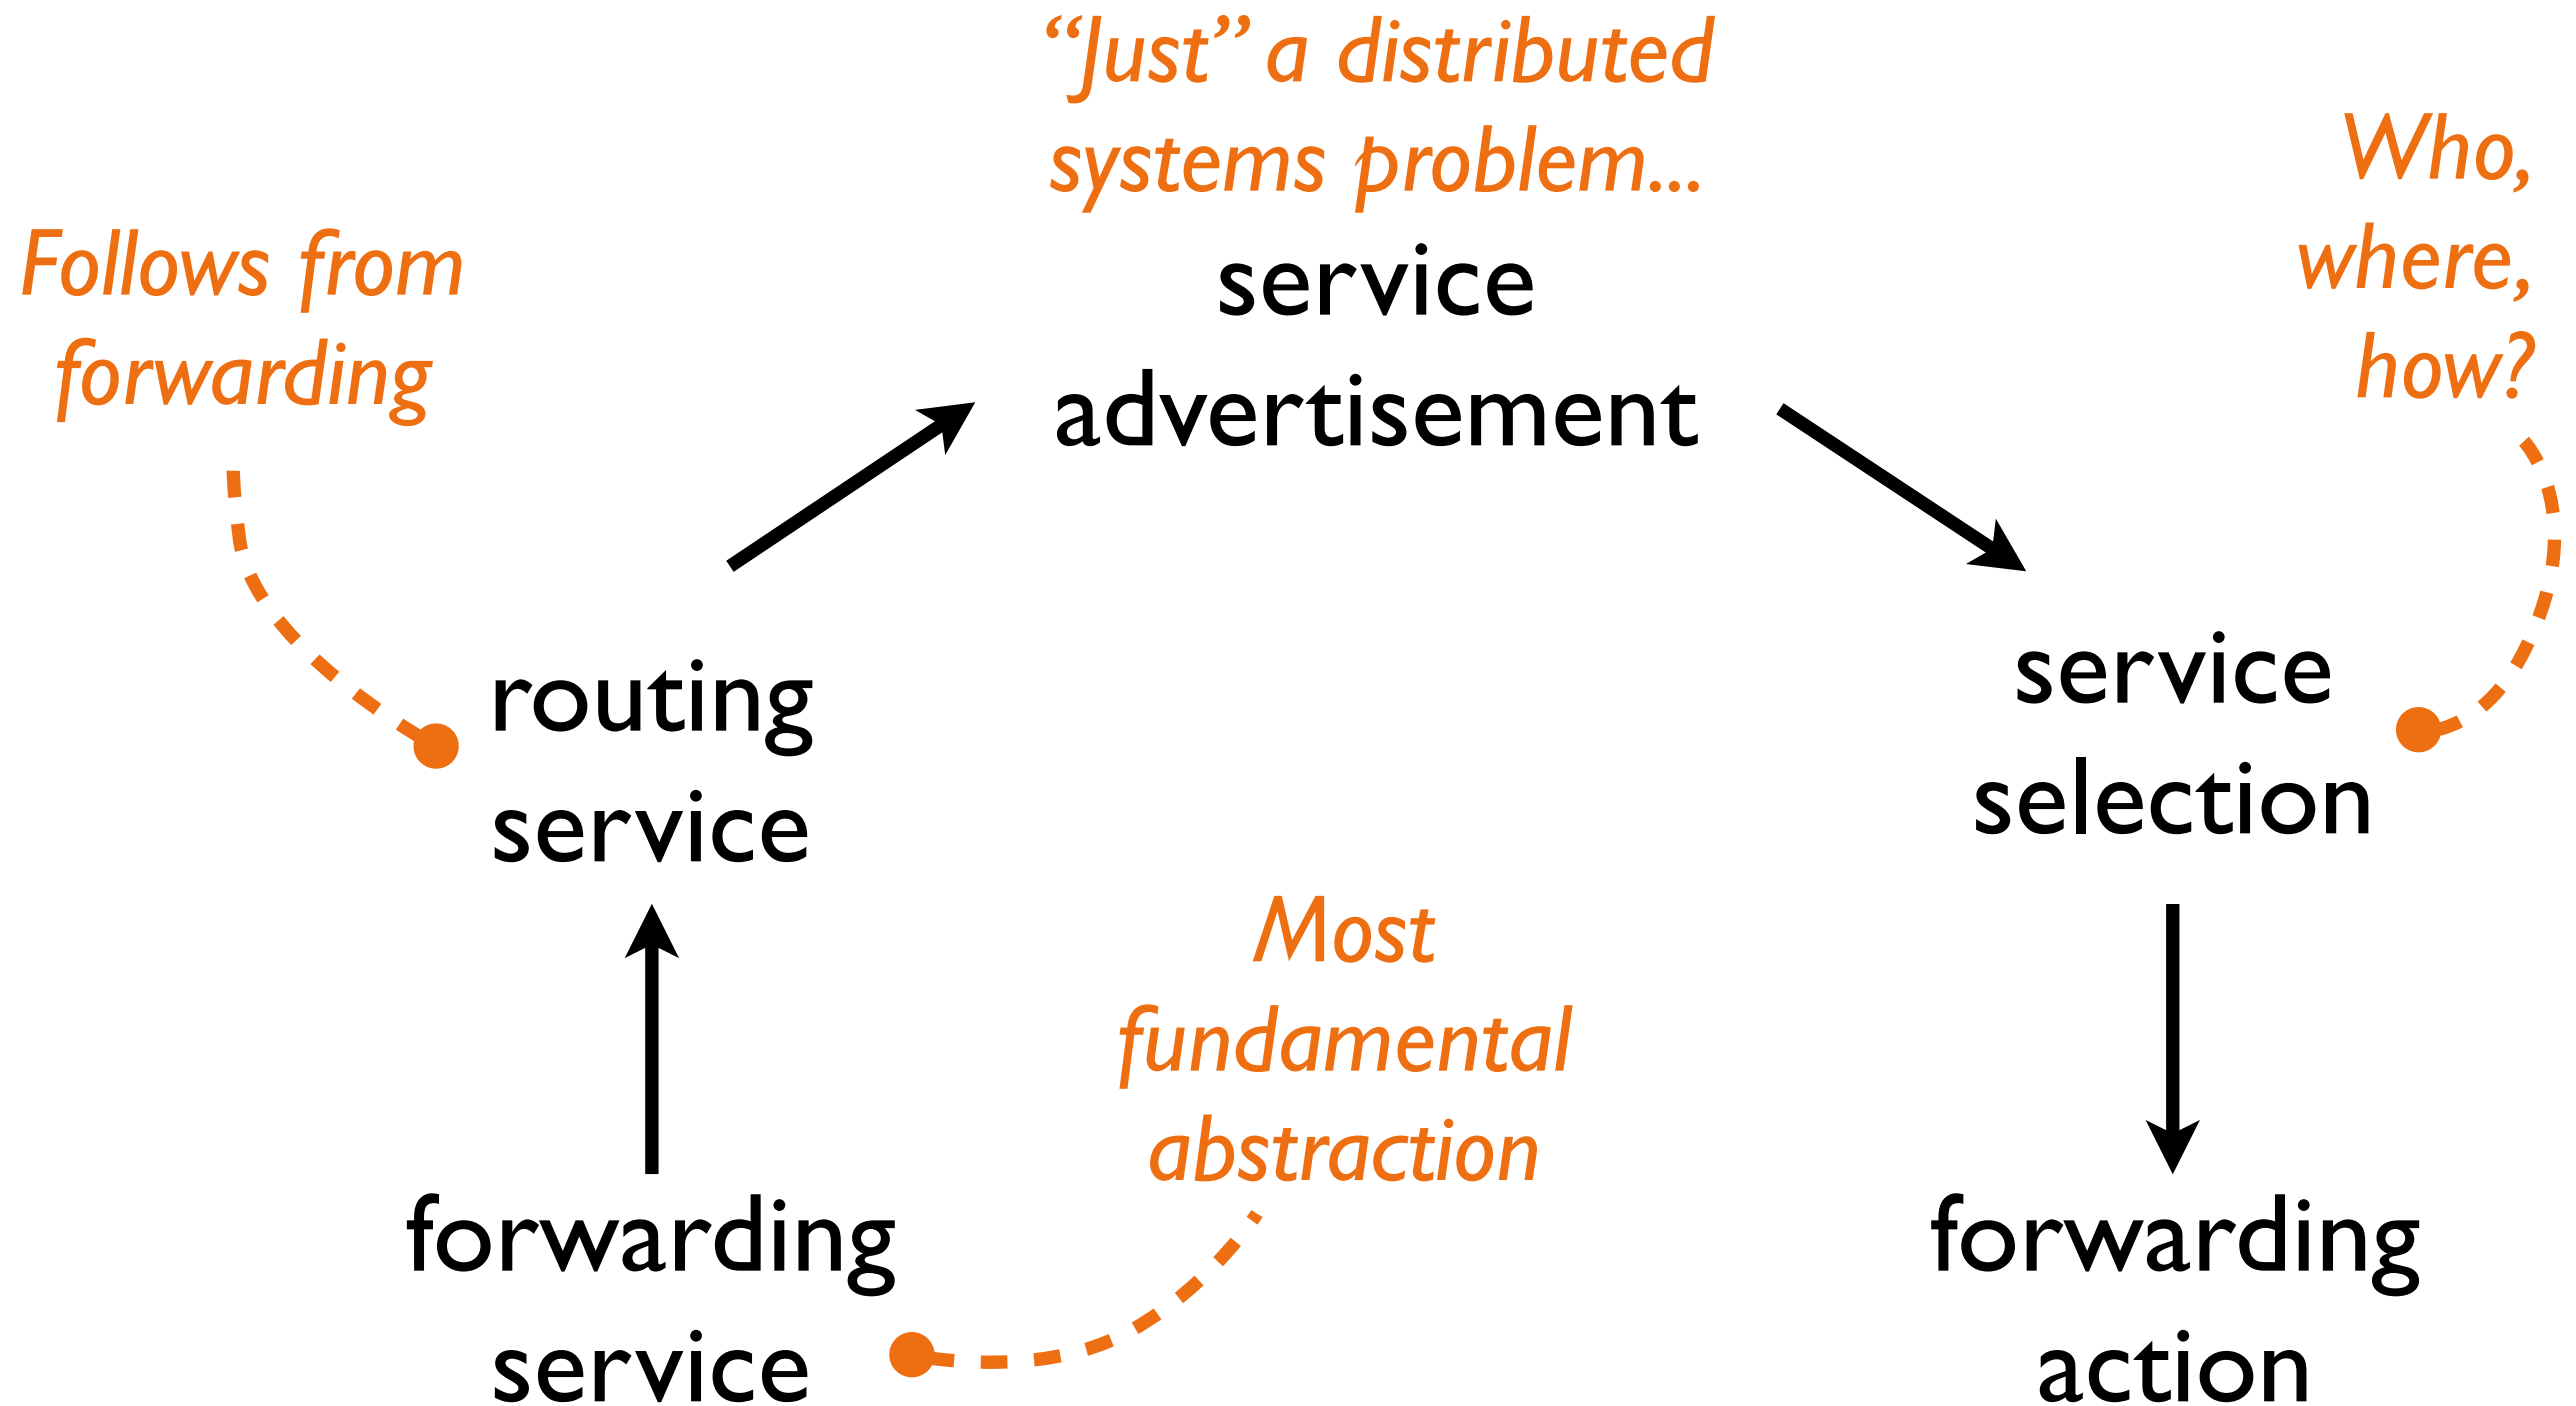 “Just” a distributed
systems problem...
service
advertisement
Follows from
forwarding
Who,
where,
how?
routing
service
service
selection
Most
fundamental
abstraction
forwarding
service
forwarding
action